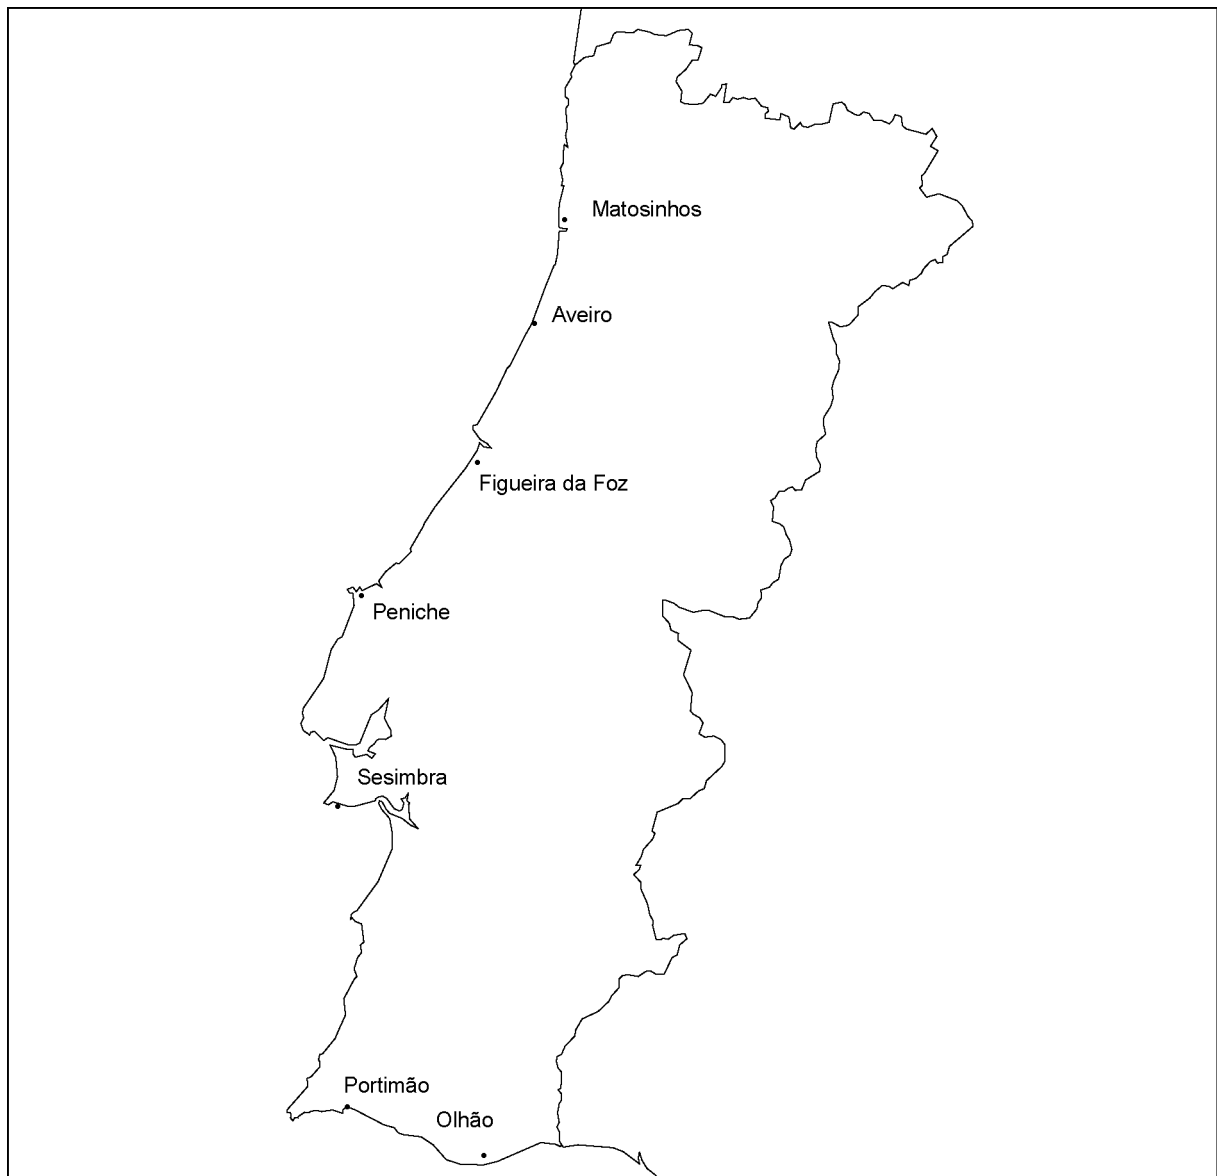 Matosinhos
Aveiro
Figueira da Foz
Peniche
Sesimbra
Portimão
Olhão